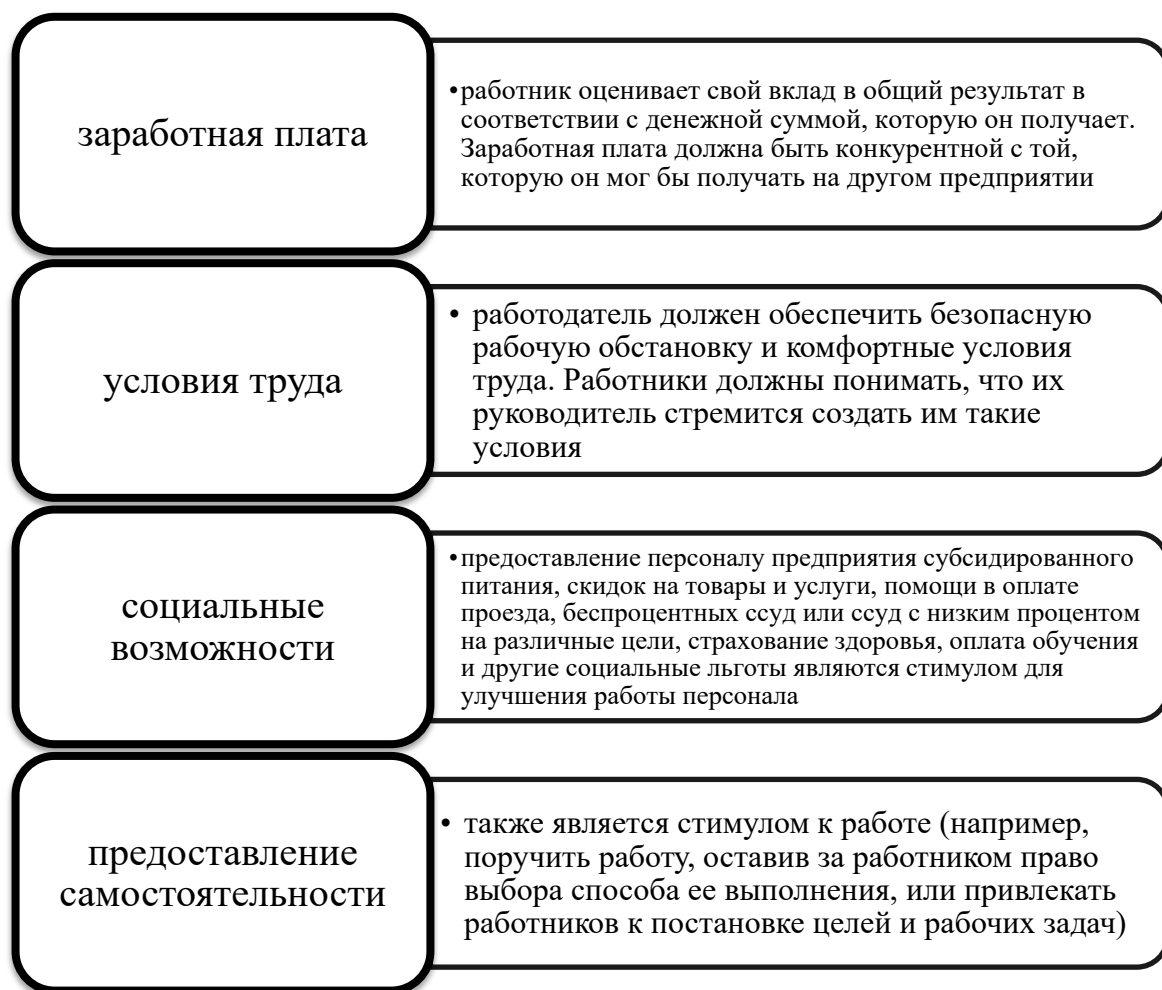 заработная плата
•работник оценивает свой вклад в общий результат в
соответствии с денежной суммой, которую он получает.
Заработная плата должна быть конкурентной с той,
которую он мог бы получать на другом предприятии
условия труда
• работодатель должен обеспечить безопасную
рабочую обстановку и комфортные условия
труда. Работники должны понимать, что их
руководитель стремится создать им такие
условия
социальные
возможности
•предоставление персоналу предприятия субсидированного
питания, скидок на товары и услуги, помощи в оплате
проезда, беспроцентных ссуд или ссуд с низким процентом
на различные цели, страхование здоровья, оплата обучения
и другие социальные льготы являются стимулом для
улучшения работы персонала
предоставление
самостоятельности
• также является стимулом к работе (например,
поручить работу, оставив за работником право
выбора способа ее выполнения, или привлекать
работников к постановке целей и рабочих задач)